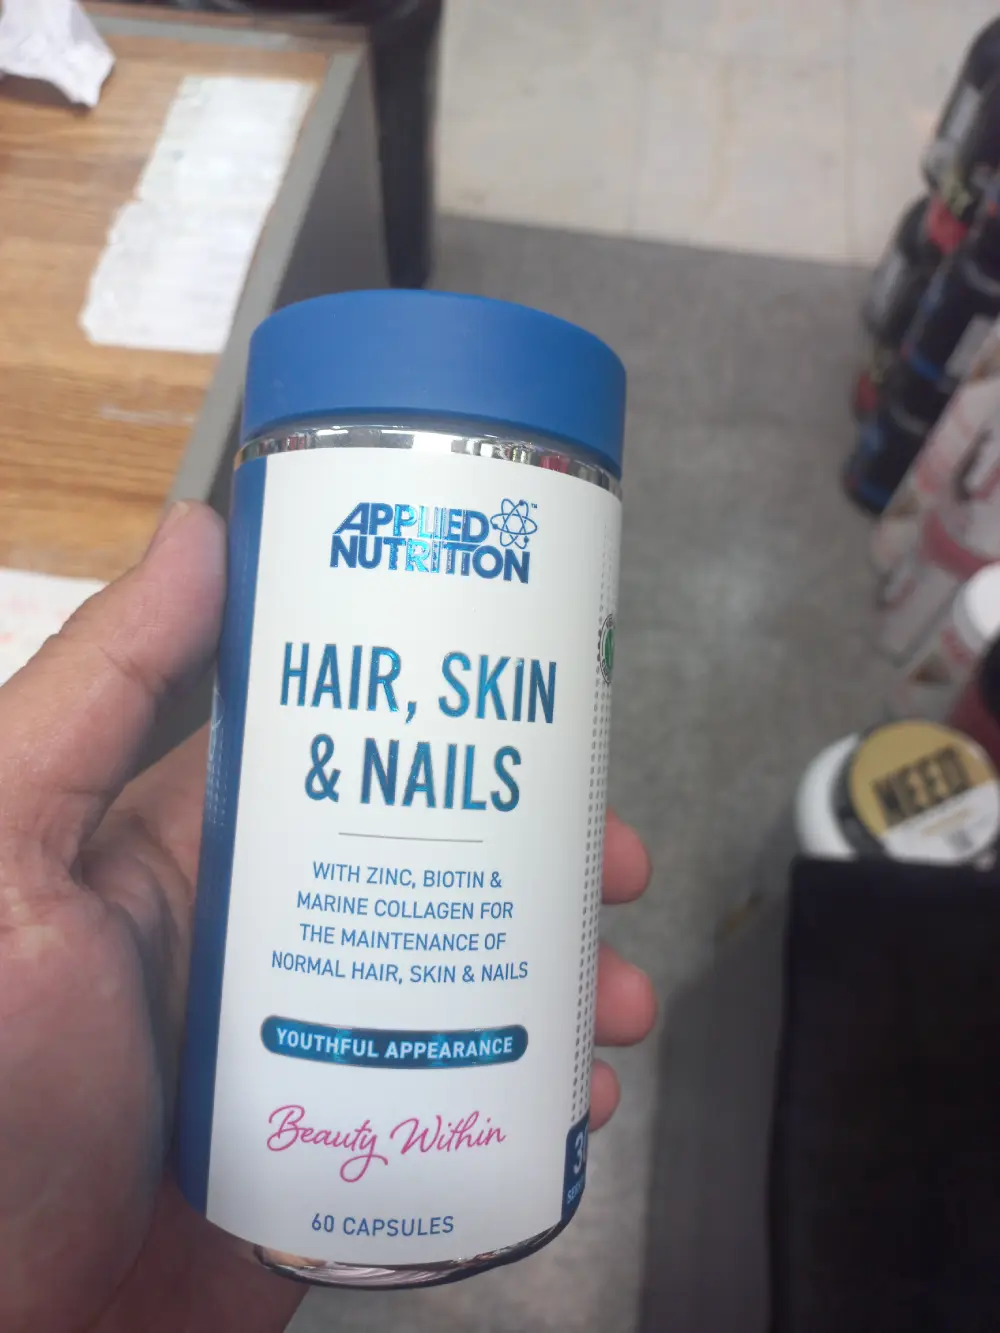 APPLIED
NUTRITION
HAIR, SKIN
& NAILS
WITH ZINC, BIOTIN &
MARINE COLLAGEN FOR
THE MAINTENANCE OF
NORMAL HAIR, SKIN & NAILS
YOUTHFUL APPEARANCE
Beauty Within
60 CAPSULES
NEED!